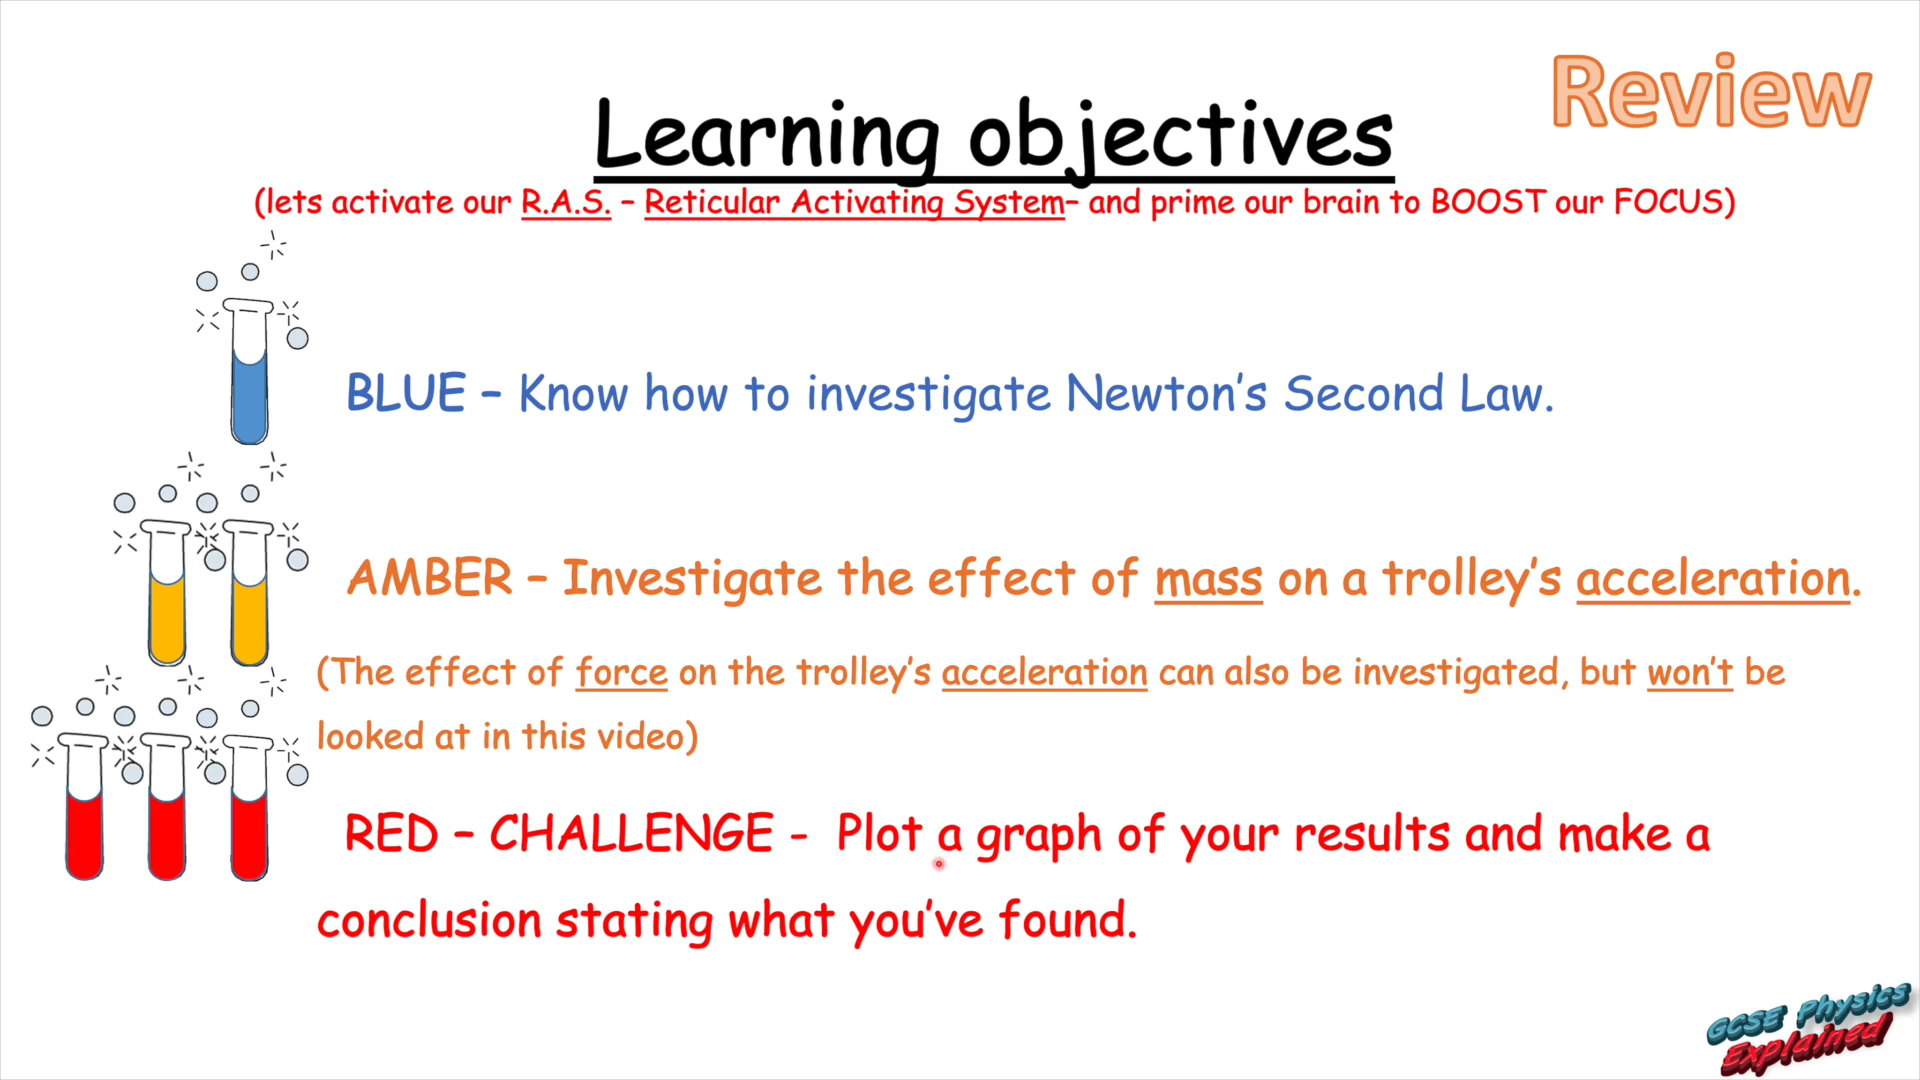 Review
Learning objectives
(lets activate our R.A.S. – Reticular Activating System– and prime our brain to BOOST our FOCUS)
BLUE – Know how to investigate Newton’s Second Law.
AMBER – Investigate the effect of mass on a trolley’s acceleration.
(The effect of force on the trolley’s acceleration can also be investigated, but won’t be
looked at in this video)
RED – CHALLENGE - Plot a graph of your results and make a
conclusion stating what you’ve found.
GCSE Physics
Explained